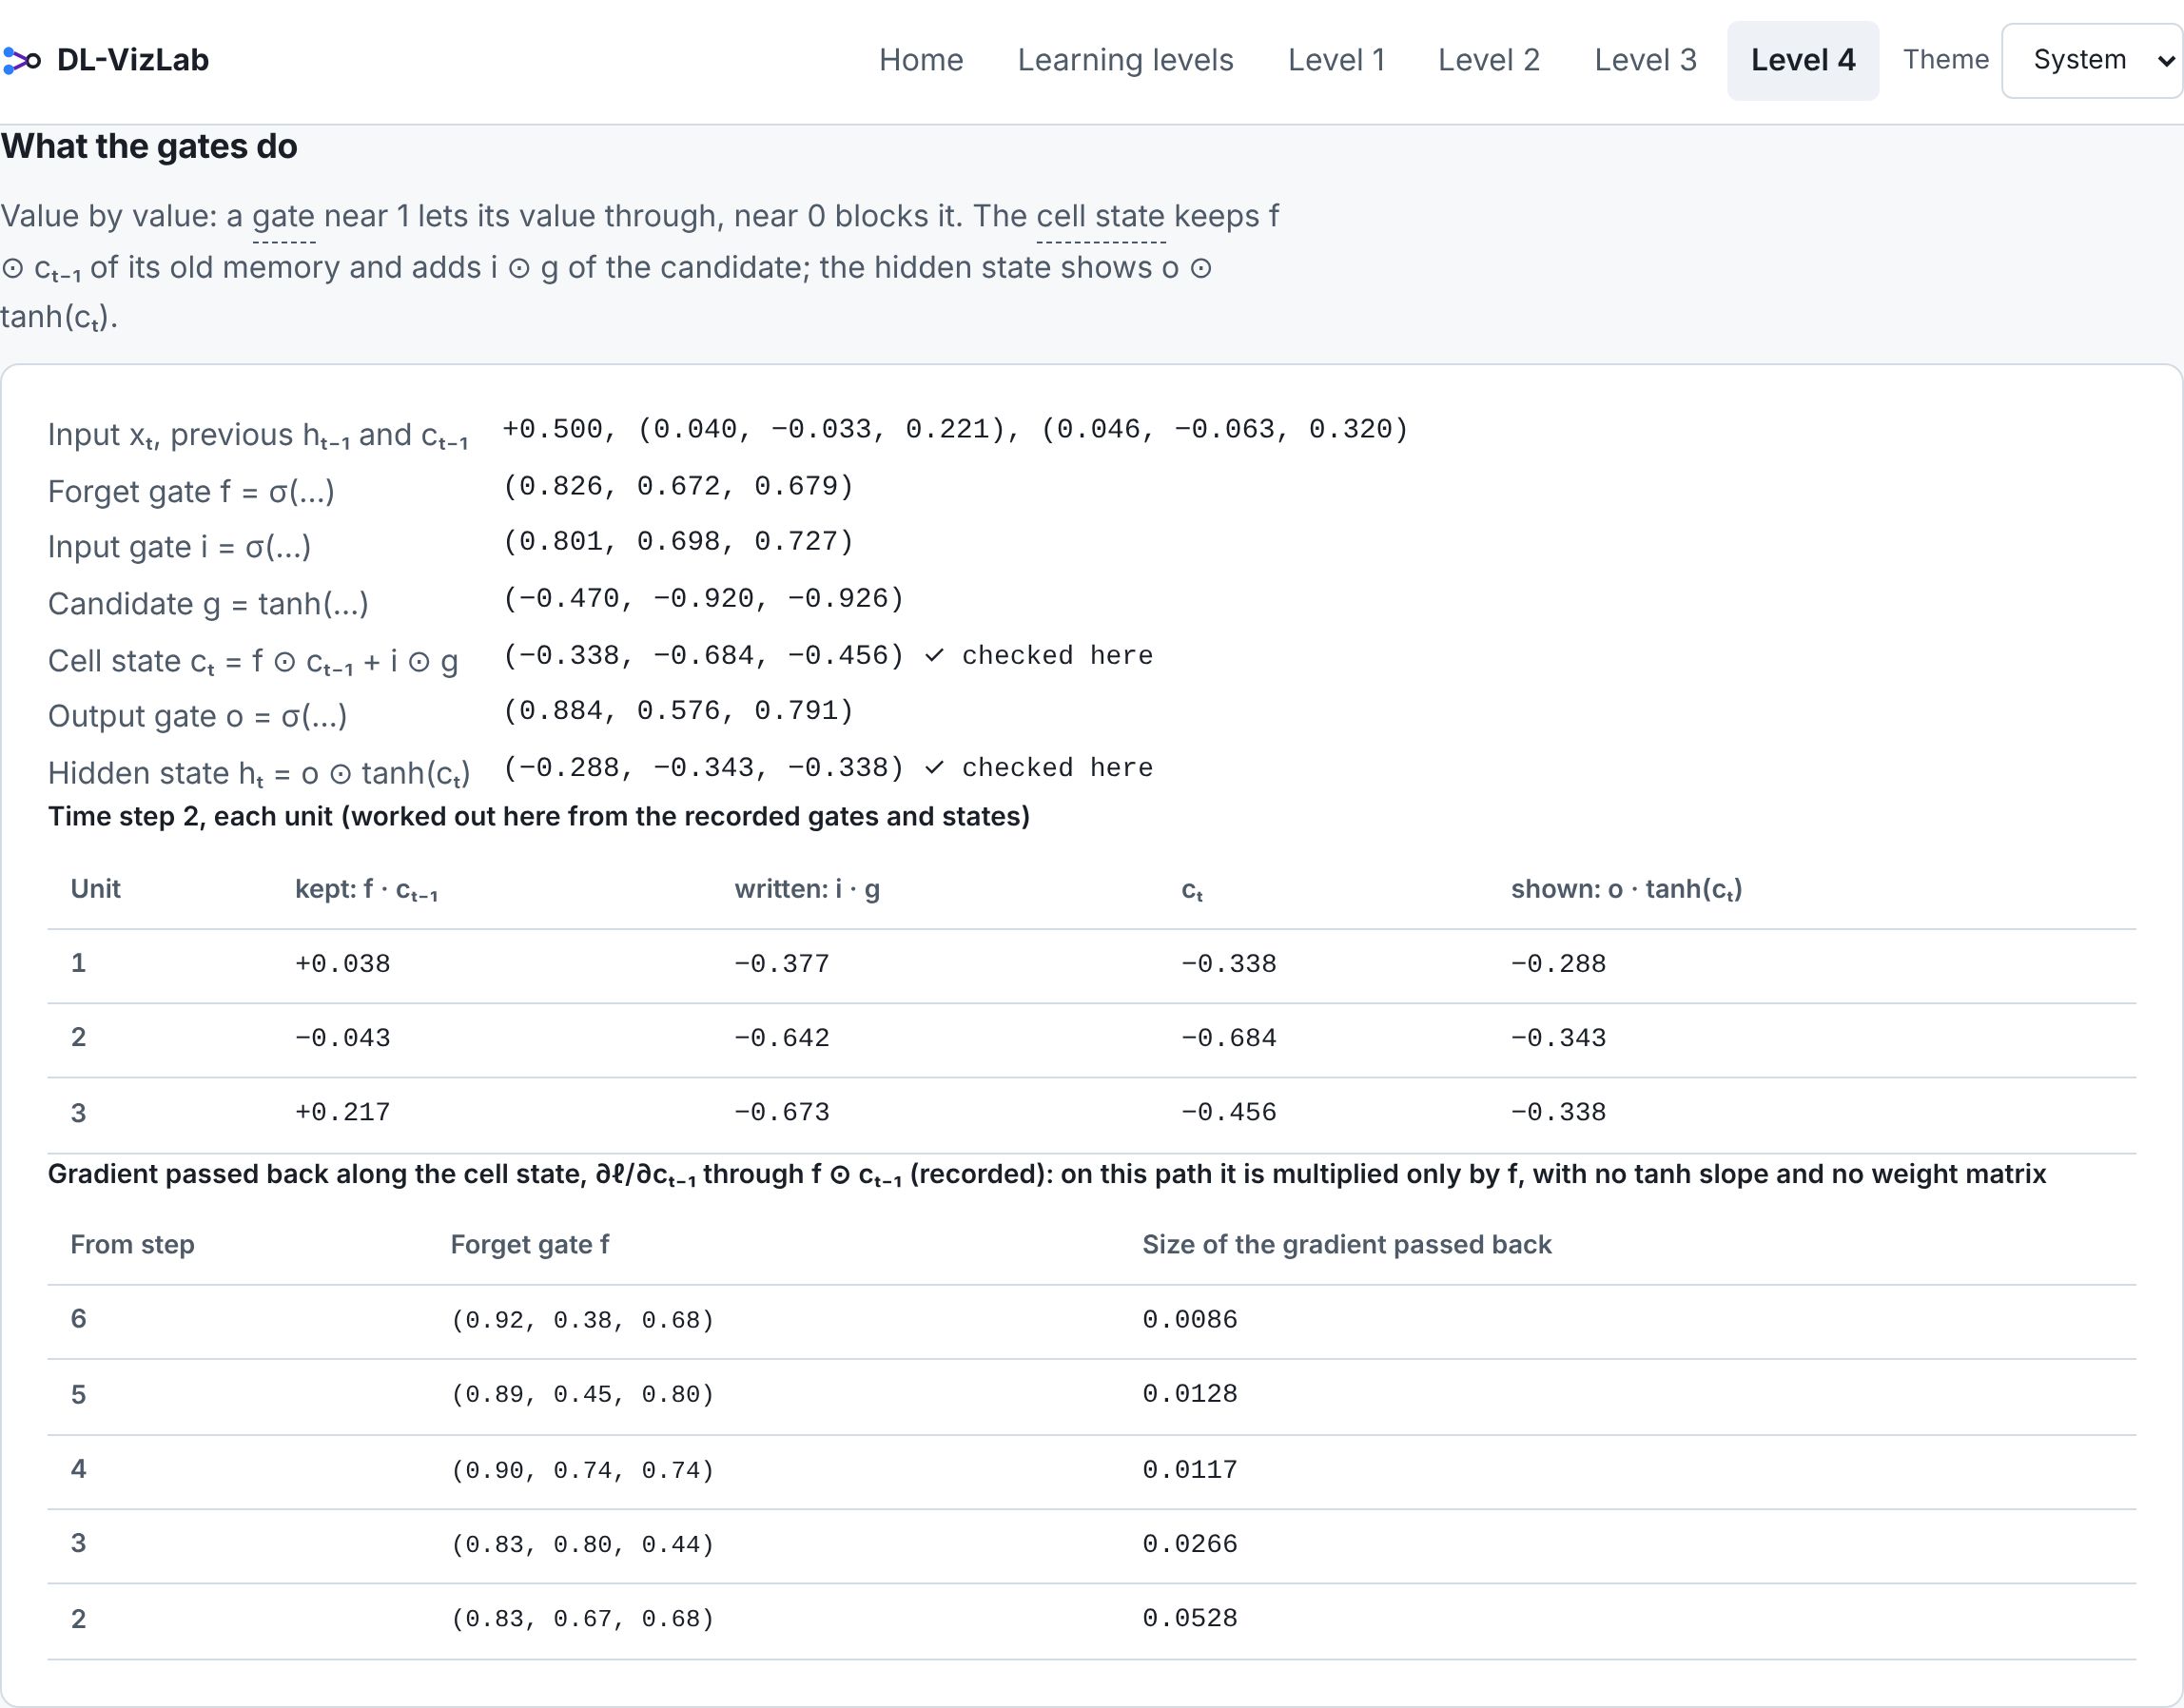 DL-VizLab
Home Learning levels Level 1 Level 2 Level 3 Level 4 Theme System
What the gates do
Value by value: a gate near 1 lets its value through, near 0 blocks it. The cell state keeps f
⊙ cₜ₋₁ of its old memory and adds i ⊙ g of the candidate; the hidden state shows o ⊙
tanh(cₜ).
Input xₜ, previous hₜ₋₁ and cₜ₋₁ +0.500, (0.040, −0.033, 0.221), (0.046, −0.063, 0.320)
Forget gate f = σ(…) (0.826, 0.672, 0.679)
Input gate i = σ(…) (0.801, 0.698, 0.727)
Candidate g = tanh(…) (−0.470, −0.920, −0.926)
Cell state cₜ = f ⊙ cₜ₋₁ + i ⊙ g (−0.338, −0.684, −0.456) ✓ checked here
Output gate o = σ(…) (0.884, 0.576, 0.791)
Hidden state hₜ = o ⊙ tanh(cₜ) (−0.288, −0.343, −0.338) ✓ checked here
Time step 2, each unit (worked out here from the recorded gates and states)
Unit kept: f · cₜ₋₁ written: i · g cₜ shown: o · tanh(cₜ)
1 +0.038 −0.377 −0.338 −0.288
2 −0.043 −0.642 −0.684 −0.343
3 +0.217 −0.673 −0.456 −0.338
Gradient passed back along the cell state, ∂ℓ/∂cₜ₋₁ through f ⊙ cₜ₋₁ (recorded): on this path it is multiplied only by f, with no tanh slope and no weight matrix
From step Forget gate f Size of the gradient passed back
6 (0.92, 0.38, 0.68) 0.0086
5 (0.89, 0.45, 0.80) 0.0128
4 (0.90, 0.74, 0.74) 0.0117
3 (0.83, 0.80, 0.44) 0.0266
2 (0.83, 0.67, 0.68) 0.0528